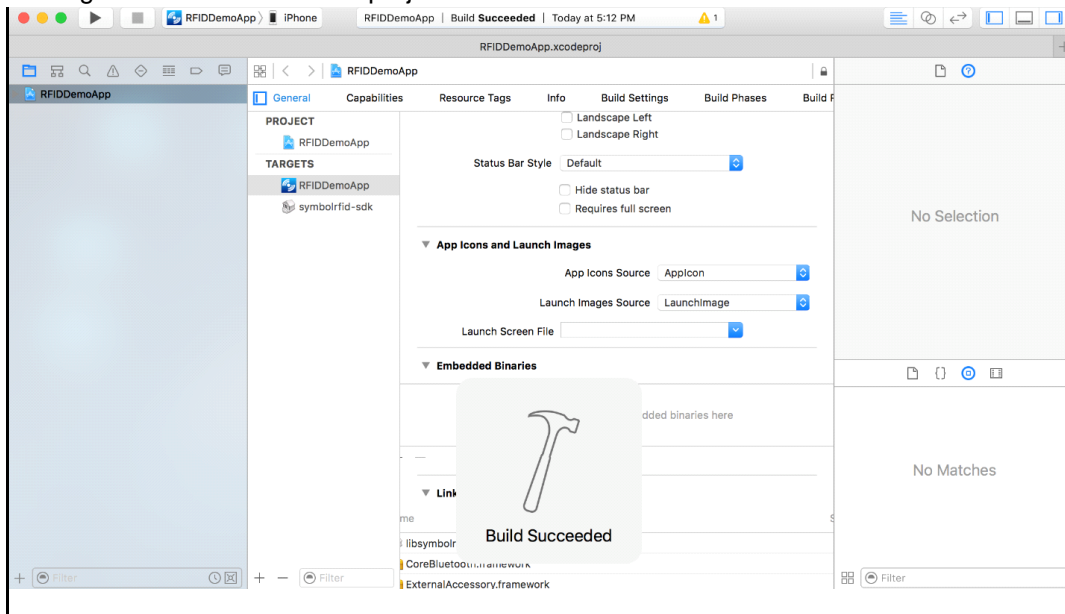 RFIDDemoApp iPhone RFIDDemoApp | Build Succeeded | Today at 5:12 PM 1
RFIDDemoApp.xcodeproj
RFIDDemoApp
RFIDDemoApp
General Capabilities Resource Tags Info Build Settings Build Phases Build
PROJECT
RFIDDemoApp
TARGETS
RFIDDemoApp
symbolrfid-sdk
Landscape Left
Landscape Right
Status Bar Style Default
Hide status bar
Requires full screen
App Icons and Launch Images
App Icons Source AppIcon
Launch Images Source LaunchImage
Launch Screen File
Embedded Binaries
dded binaries here
Link
me
libsymbolr
CoreBluetooth.framework
ExternalAccessory.framework
Build Succeeded
No Selection
{}
No Matches
Filter
Filter
Filter